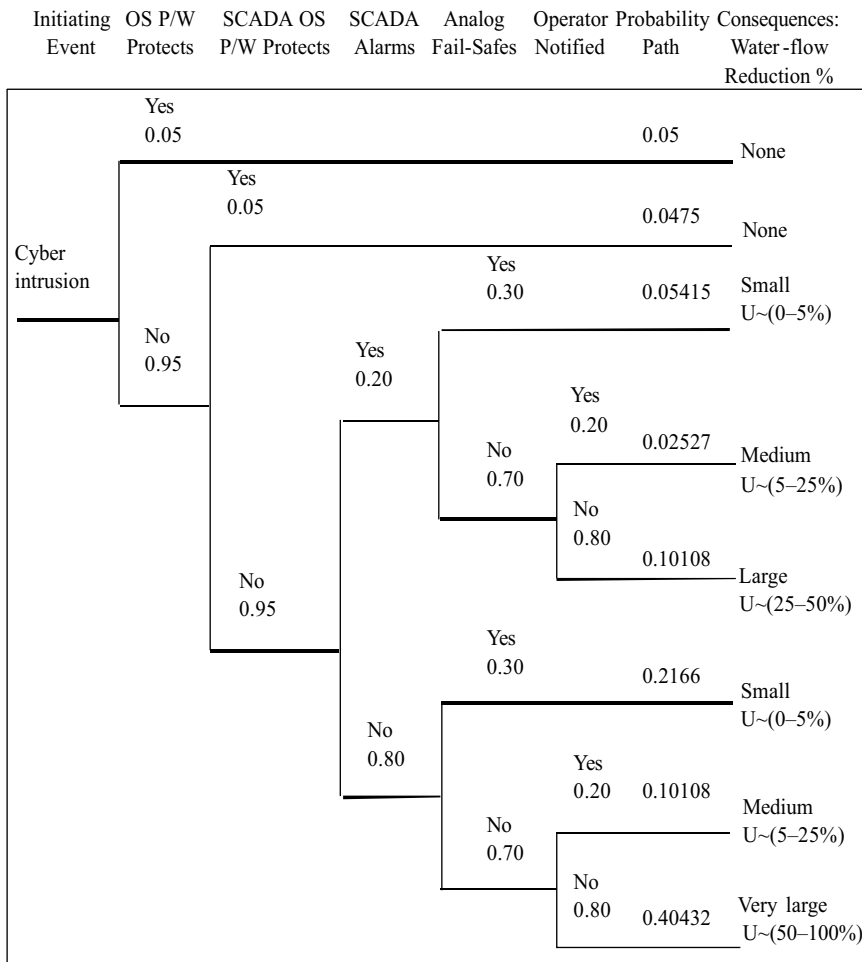 Initiating Event
OS P/W Protects
SCADA OS P/W Protects
SCADA Alarms
Analog Fail-Safes
Operator Notified
Probability Path
Consequences: Water-flow Reduction %
Yes
0.05
0.05
None
Yes
0.05
0.0475
None
Cyber
intrusion
Yes
0.30
0.05415
Small
U~(0–5%)
No
0.95
Yes
0.20
Yes
0.20
No
0.70
0.02527
Medium
U~(5–25%)
No
0.80
0.10108
Large
U~(25–50%)
No
0.95
Yes
0.30
0.2166
Small
U~(0–5%)
No
0.80
Yes
0.20
0.10108
Medium
U~(5–25%)
No
0.70
No
0.80
0.40432
Very large
U~(50–100%)